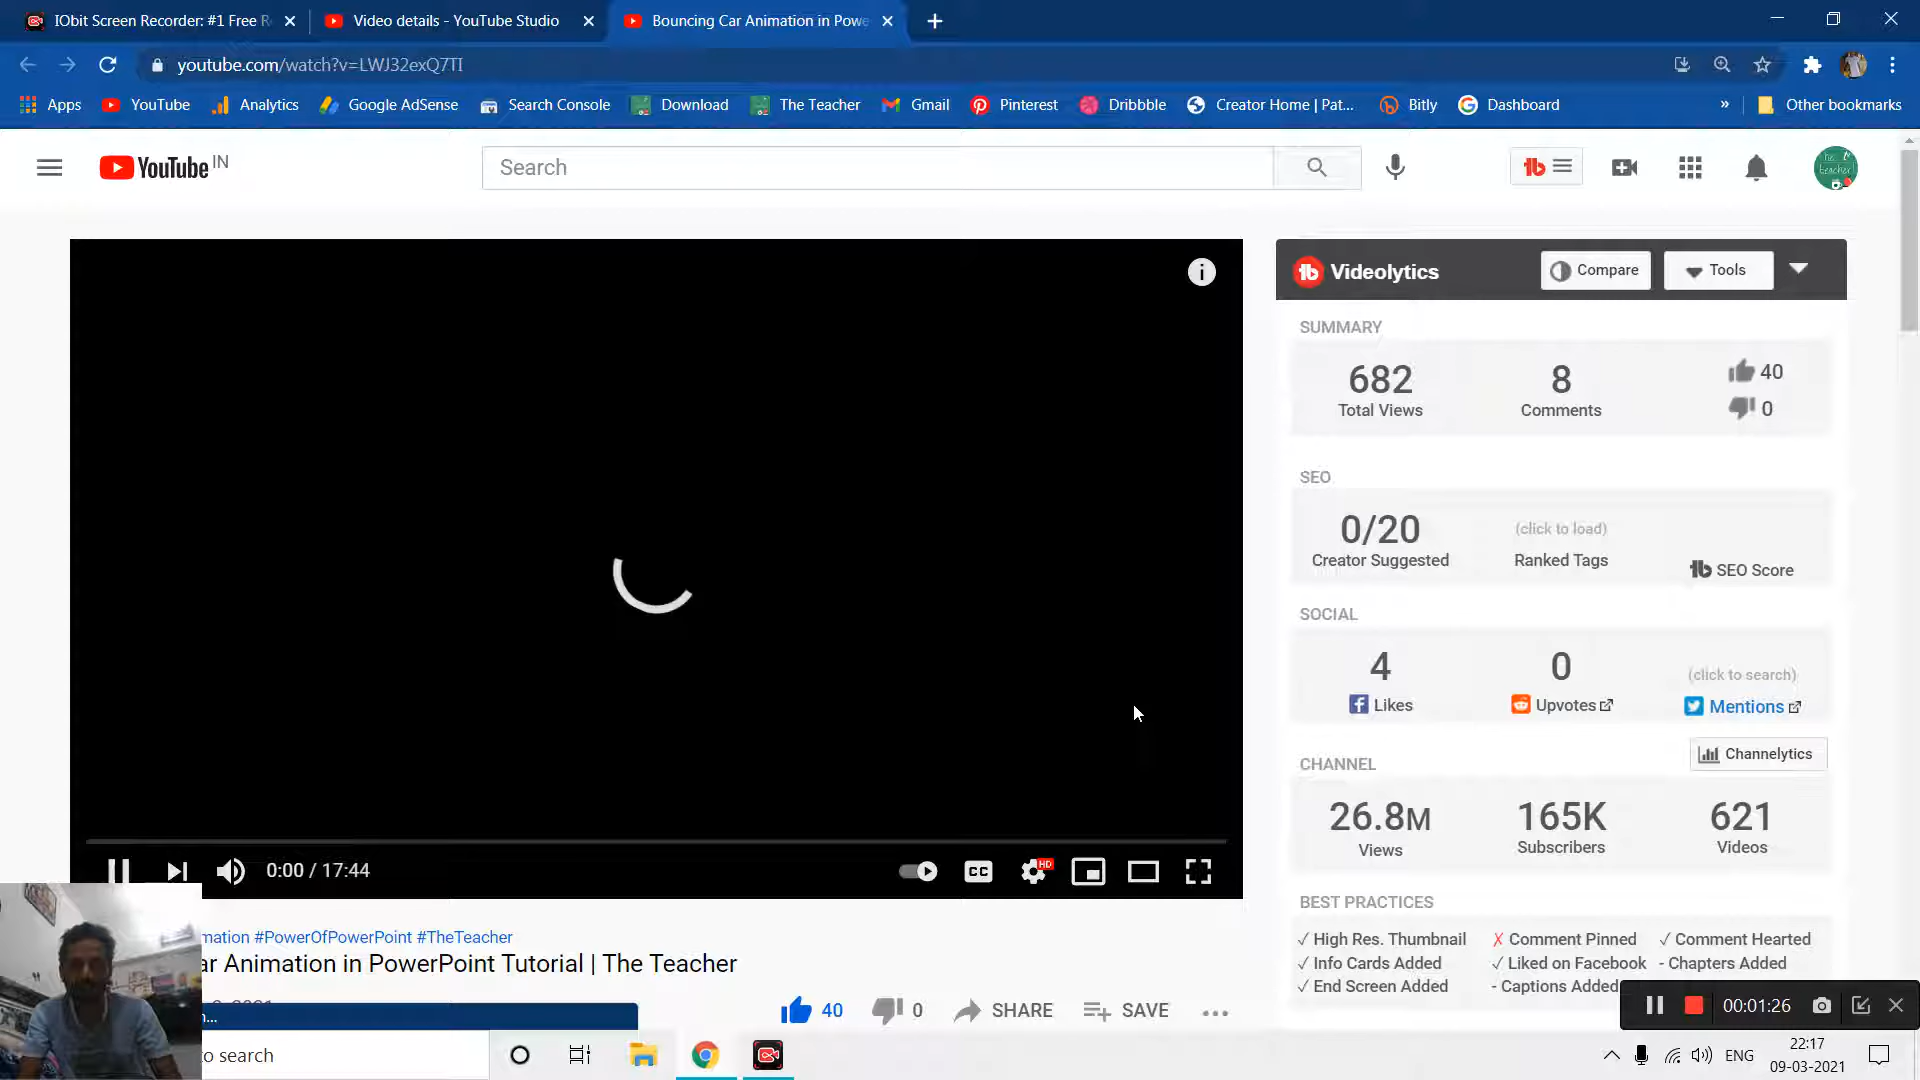 IObit Screen Recorder: #1 Free R
Video details - YouTube Studio
Bouncing Car Animation in Powe
youtube.com/watch?v=LWJ32exQ7TI
Apps YouTube Analytics Google AdSense Search Console Download The Teacher Gmail Pinterest Dribbble Creator Home | Pat... Bitly Dashboard » Other bookmarks
YouTube IN
Search
Videolytics Compare Tools
SUMMARY
682 8 40
Total Views Comments 0
SEO
0/20 (click to load)
Creator Suggested Ranked Tags SEO Score
SOCIAL
4 0 (click to search)
Likes Upvotes Mentions
CHANNEL Channelytics
26.8M 165K 621
Views Subscribers Videos
BEST PRACTICES
✓ High Res. Thumbnail ✗ Comment Pinned ✓ Comment Hearted
✓ Info Cards Added ✓ Liked on Facebook - Chapters Added
✓ End Screen Added - Captions Added
0:00 / 17:44
CC
HD
mation #PowerOfPowerPoint #TheTeacher
ar Animation in PowerPoint Tutorial | The Teacher
40 0 SHARE SAVE ...
n...
00:01:26
to search
ENG
22:17
09-03-2021